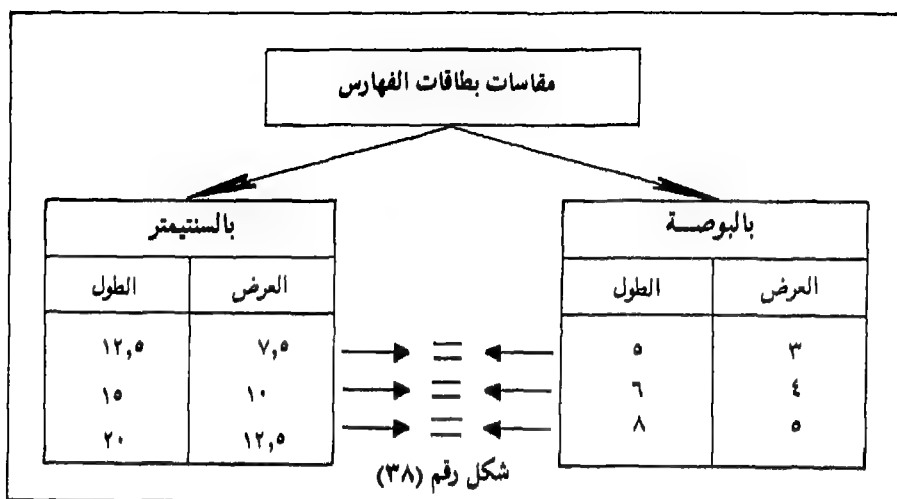 مقاسات بطاقات الفهارس
بالبوصــة
العرض الطول
٣ ٥
٤ ٦
٥ ٨
= = =
بالسنتيمتر
العرض الطول
٧,٥ ١٢,٥
١٠ ١٥
١٢,٥ ٢٠
شكل رقم (٣٨)